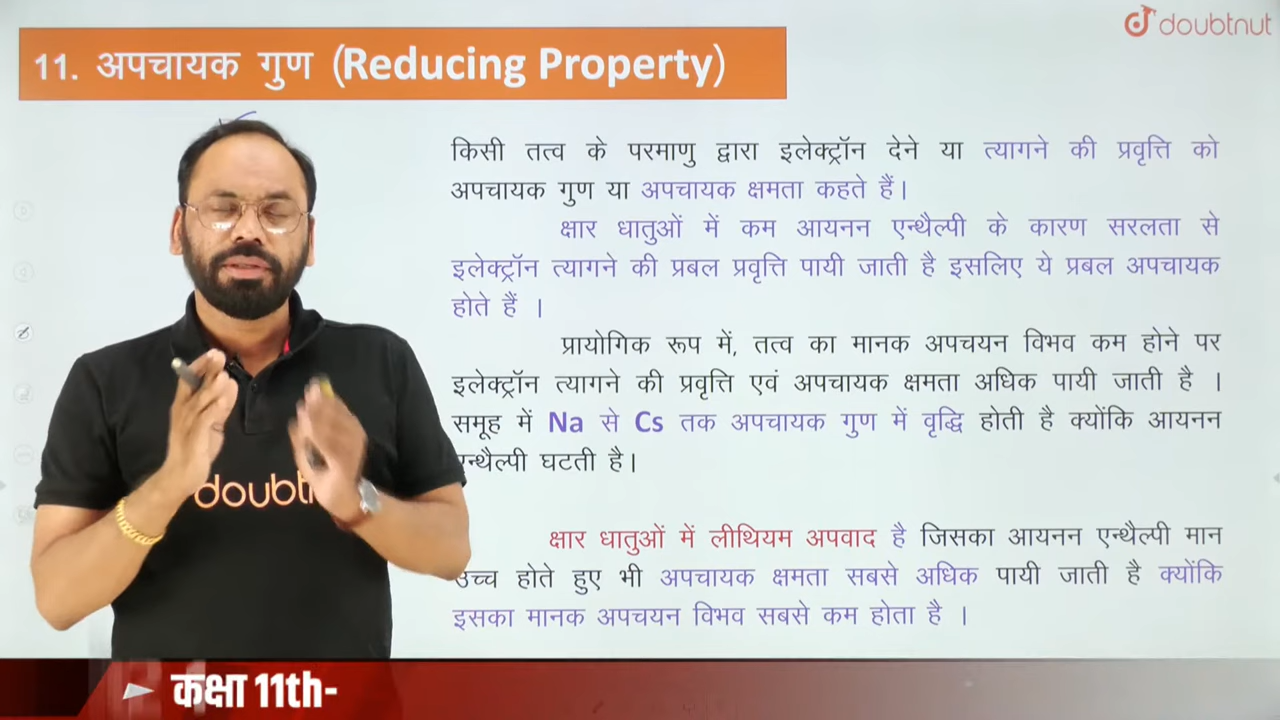 doubtnut
11. अपचायक गुण (Reducing Property)
किसी तत्व के परमाणु द्वारा इलेक्ट्रॉन देने या त्यागने की प्रवृत्ति को
अपचायक गुण या अपचायक क्षमता कहते हैं।
क्षार धातुओं में कम आयनन एन्थैल्पी के कारण सरलता से
इलेक्ट्रॉन त्यागने की प्रबल प्रवृत्ति पायी जाती है इसलिए ये प्रबल अपचायक
होते हैं ।
प्रायोगिक रूप में, तत्व का मानक अपचयन विभव कम होने पर
इलेक्ट्रॉन त्यागने की प्रवृत्ति एवं अपचायक क्षमता अधिक पायी जाती है ।
समूह में Na से Cs तक अपचायक गुण में वृद्धि होती है क्योंकि आयनन
एन्थैल्पी घटती है।
क्षार धातुओं में लीथियम अपवाद है जिसका आयनन एन्थैल्पी मान
उच्च होते हुए भी अपचायक क्षमता सबसे अधिक पायी जाती है क्योंकि
इसका मानक अपचयन विभव सबसे कम होता है ।
कक्षा 11th-